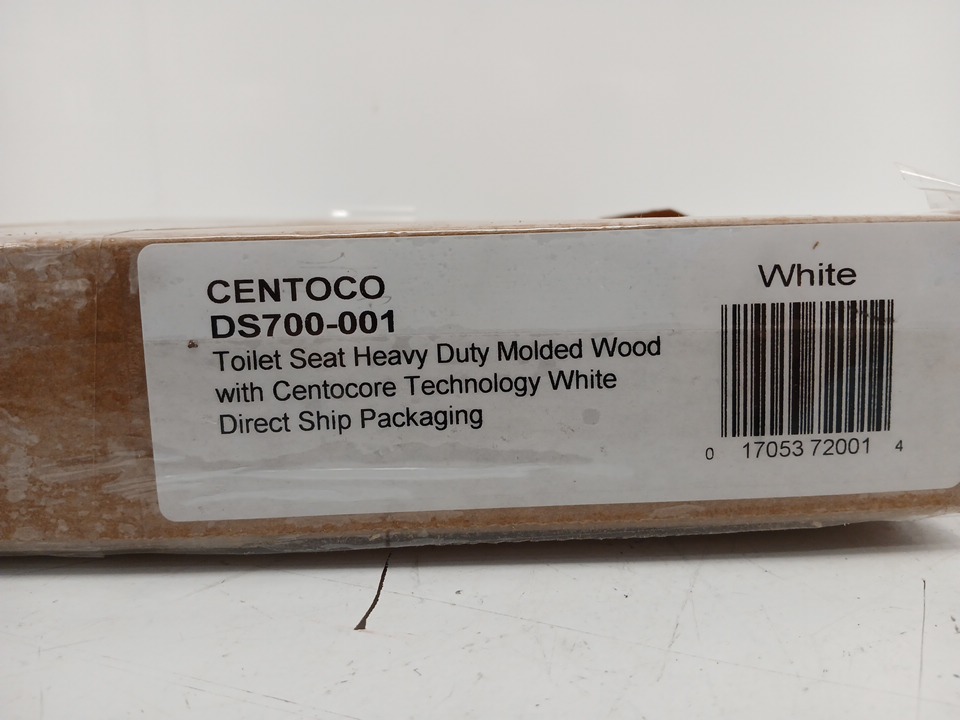 CENTOCO
DS700-001
Toilet Seat Heavy Duty Molded Wood
with Centocore Technology White
Direct Ship Packaging
White
0 17053 72001 4